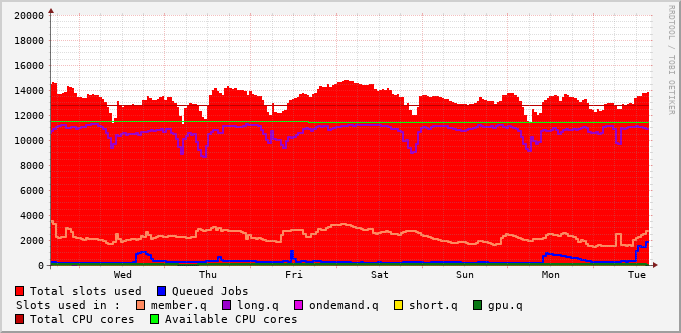 20000
18000
16000
14000
12000
10000
8000
6000
4000
2000
0
Wed Thu Fri Sat Sun Mon Tue
RRDTOOL / TOBI OETIKER
Total slots used Queued Jobs
Slots used in : member.q long.q ondemand.q short.q gpu.q
Total CPU cores Available CPU cores